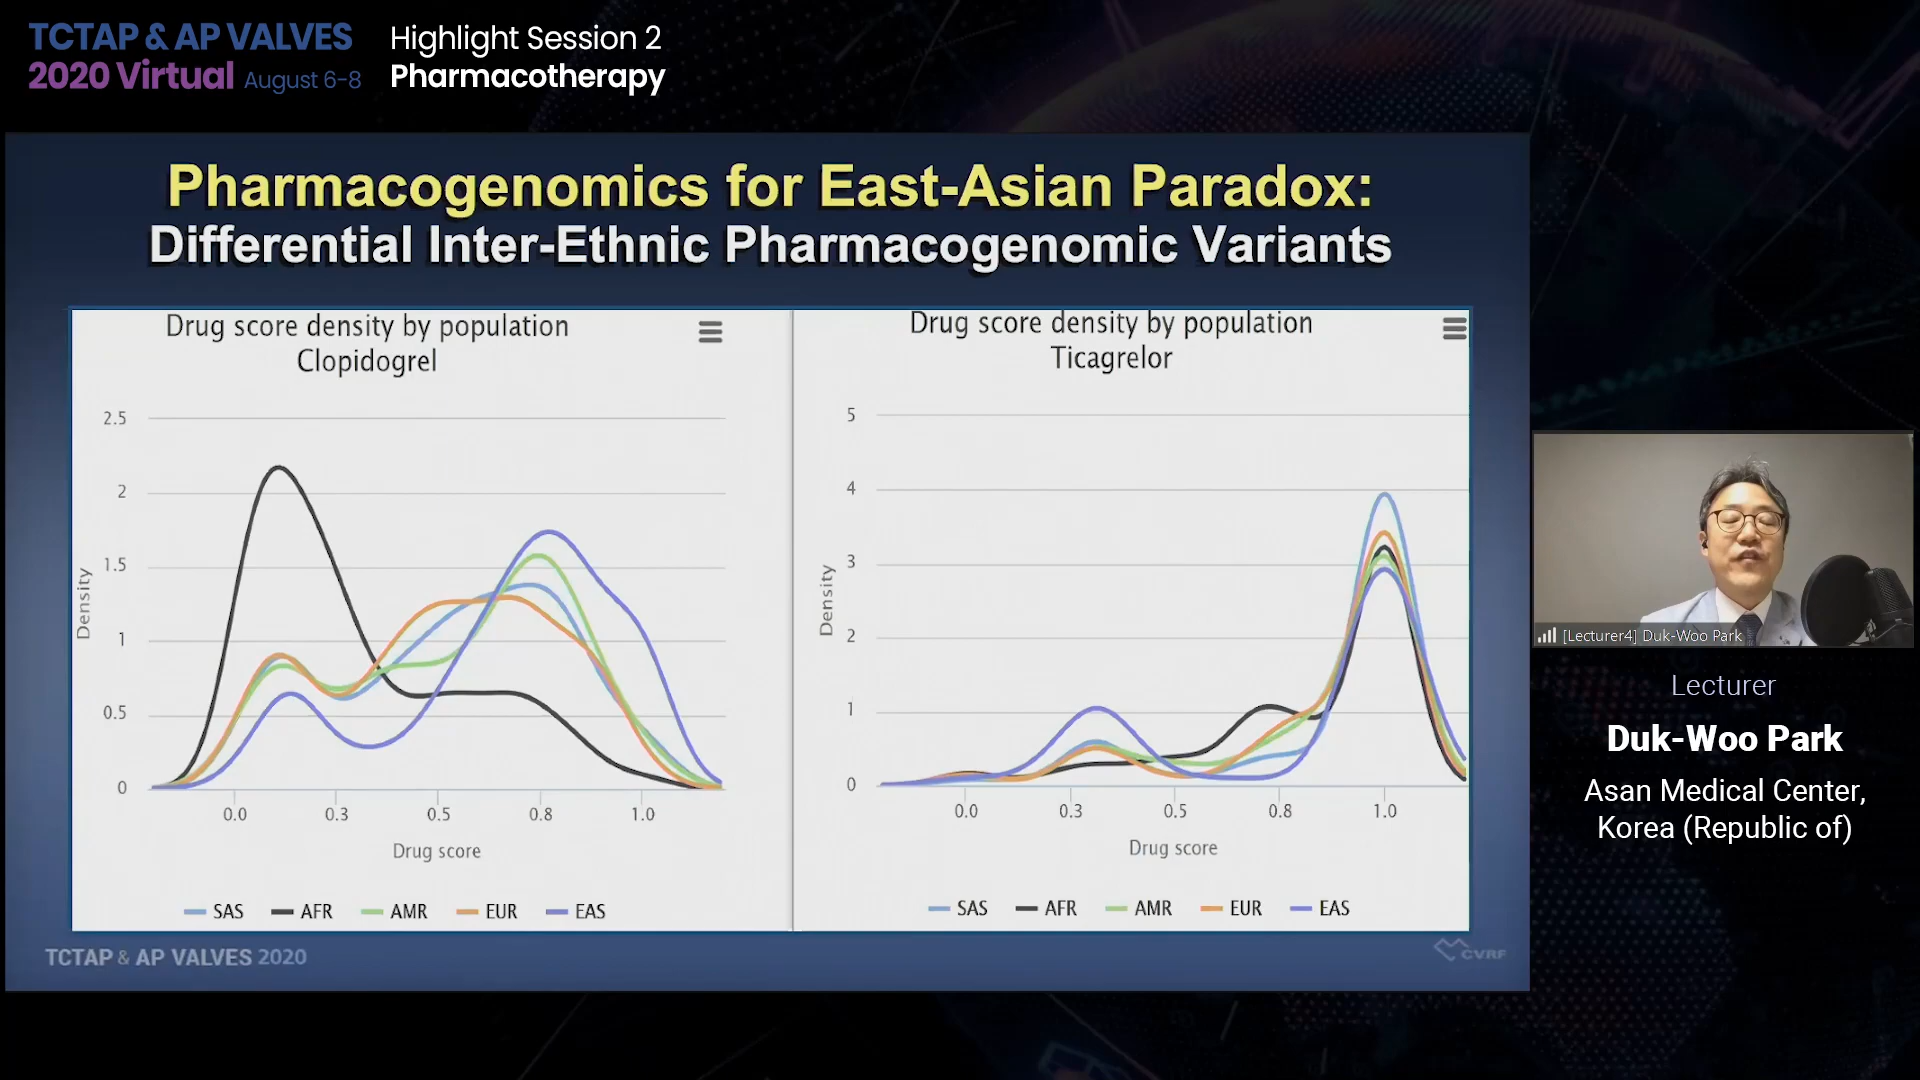 TCTAP & AP VALVES
2020 Virtual August 6-8
Highlight Session 2
Pharmacotherapy
Pharmacogenomics for East-Asian Paradox:
Differential Inter-Ethnic Pharmacogenomic Variants
Drug score density by population
Clopidogrel
2.5
2
1.5
1
0.5
0
Density
0.0 0.3 0.5 0.8 1.0
Drug score
SAS AFR AMR EUR EAS
Drug score density by population
Ticagrelor
5
4
3
2
1
0
Density
0.0 0.3 0.5 0.8 1.0
Drug score
SAS AFR AMR EUR EAS
TCTAP & AP VALVES 2020
CVRF
[Lecturer4] Duk-Woo Park
Lecturer
Duk-Woo Park
Asan Medical Center,
Korea (Republic of)